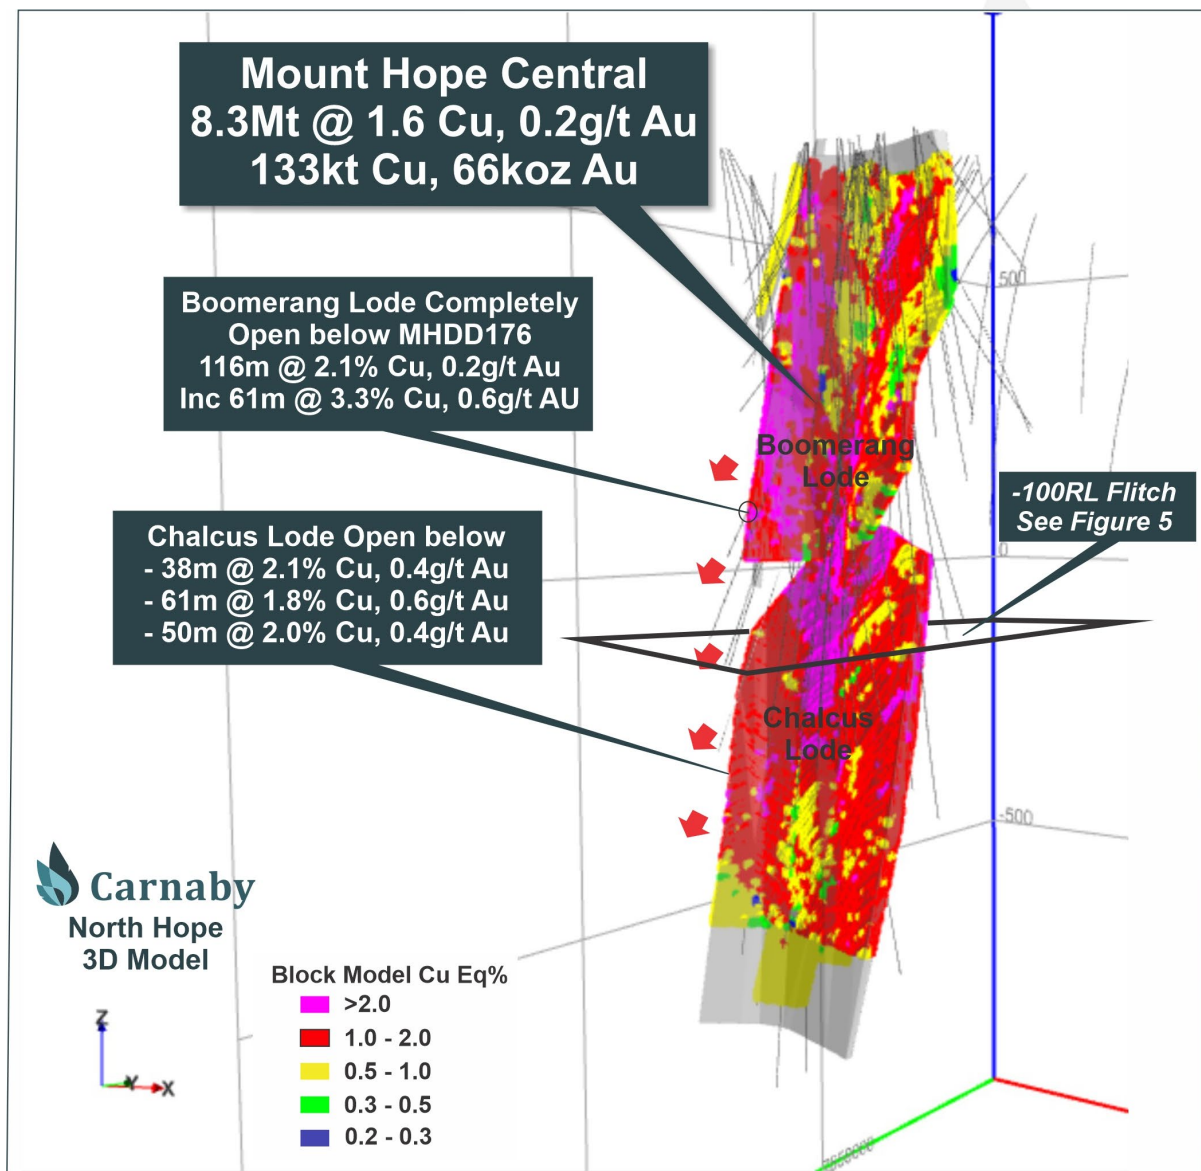 Mount Hope Central
8.3Mt @ 1.6 Cu, 0.2g/t Au
133kt Cu, 66koz Au
Boomerang Lode Completely
Open below MHDD176
116m @ 2.1% Cu, 0.2g/t Au
Inc 61m @ 3.3% Cu, 0.6g/t AU
500
Boomerang
Lode
-100RL Flitch
See Figure 5
Chalcus Lode Open below
- 38m @ 2.1% Cu, 0.4g/t Au
- 61m @ 1.8% Cu, 0.6g/t Au
- 50m @ 2.0% Cu, 0.4g/t Au
0
Chalcus
Lode
-500
Carnaby
North Hope
3D Model
Block Model Cu Eq%
>2.0
1.0 - 2.0
0.5 - 1.0
0.3 - 0.5
0.2 - 0.3
Z
Y
X